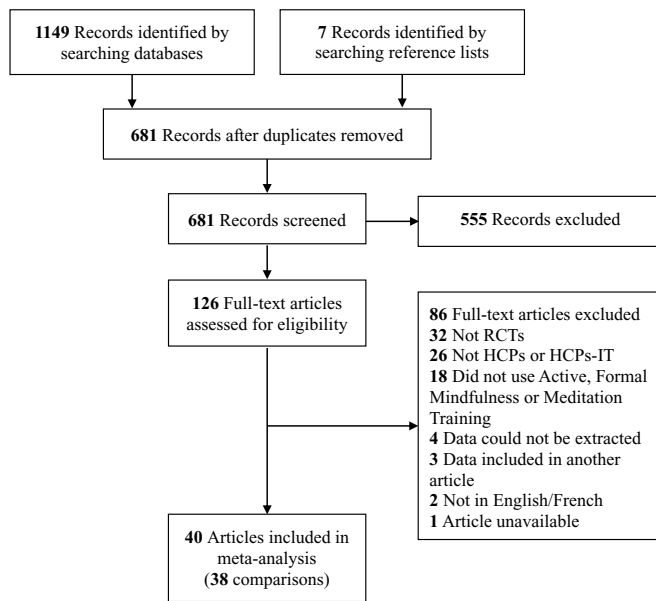 1149 Records identified by
searching databases
7 Records identified by
searching reference lists
681 Records after duplicates removed
681 Records screened
555 Records excluded
126 Full-text articles
assessed for eligibility
86 Full-text articles excluded
32 Not RCTs
26 Not HCPs or HCPs-IT
18 Did not use Active, Formal
Mindfulness or Meditation
Training
4 Data could not be extracted
3 Data included in another
article
2 Not in English/French
1 Article unavailable
40 Articles included in
meta-analysis
(38 comparisons)